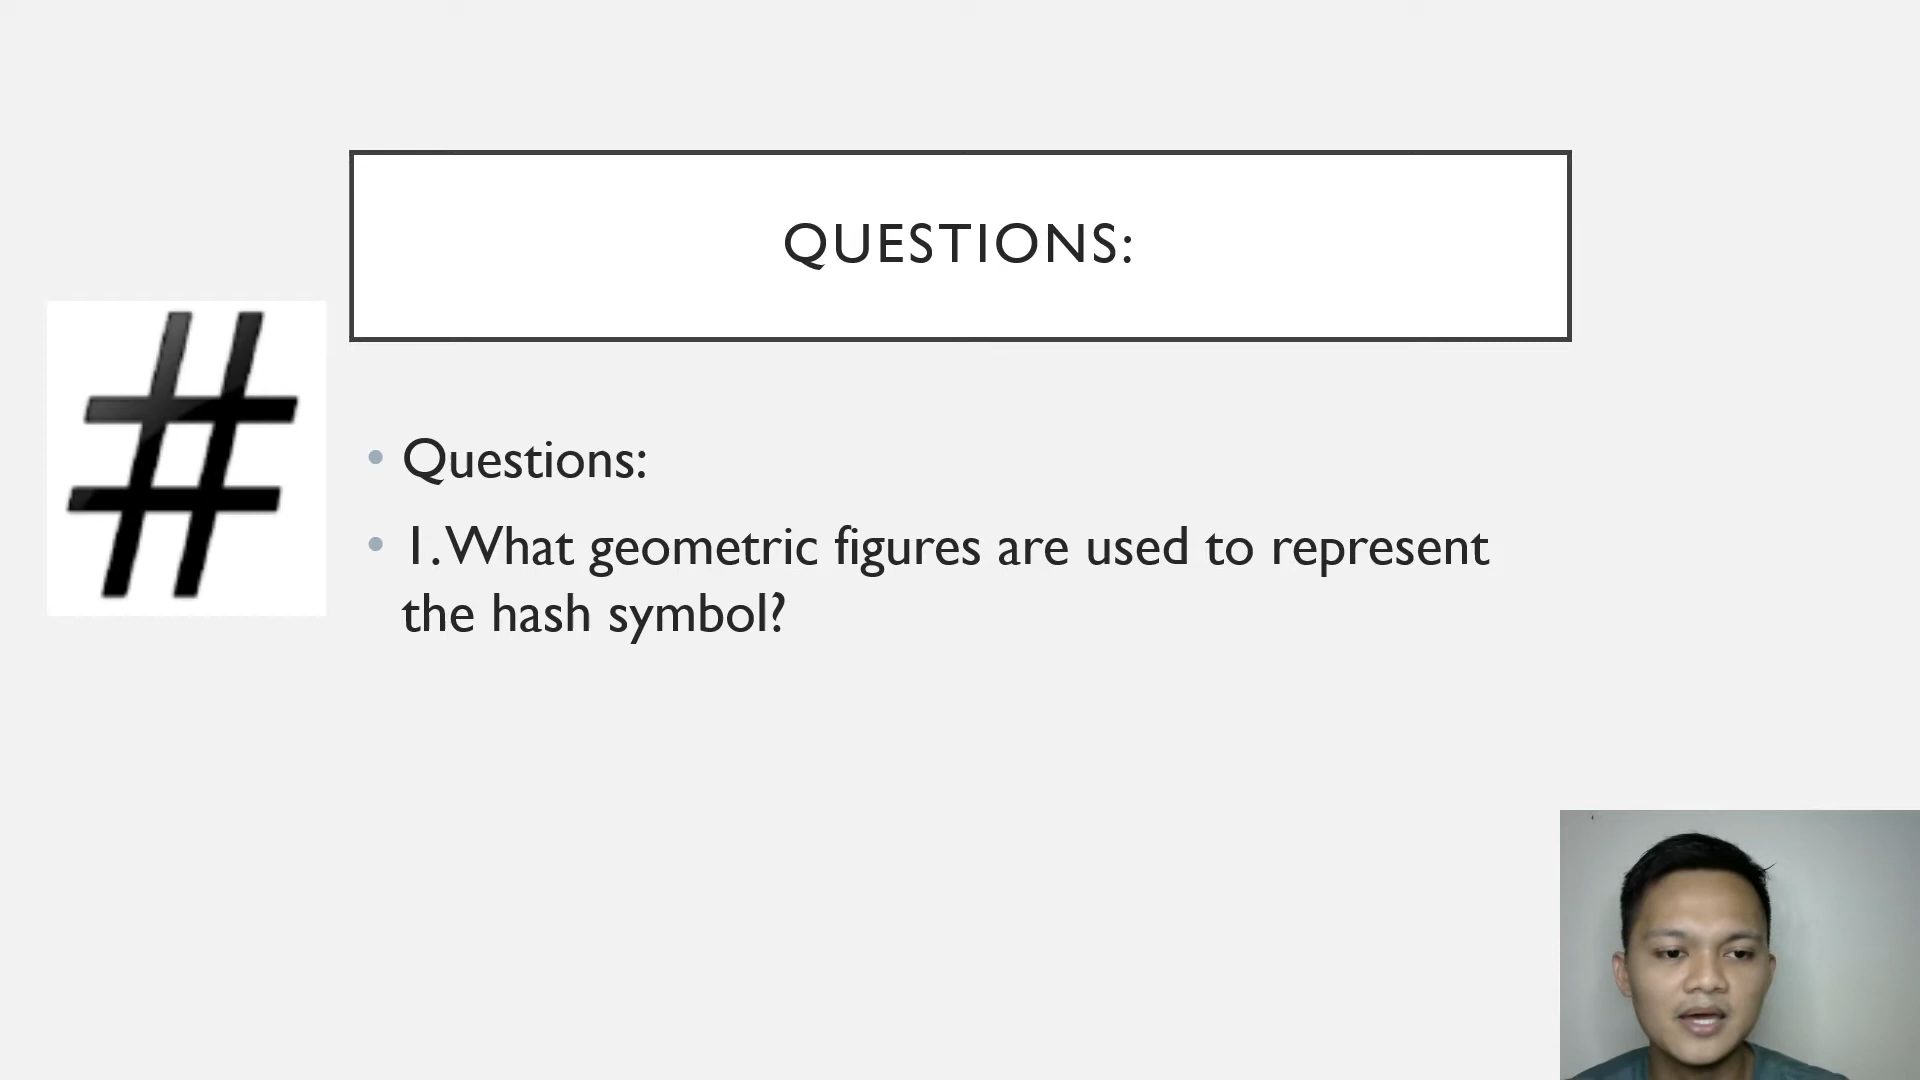 QUESTIONS:
#
• Questions:
• 1. What geometric figures are used to represent
the hash symbol?